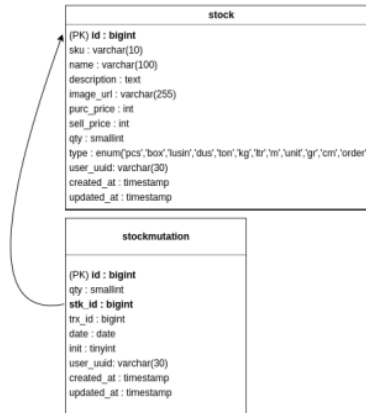 stock
(PK) id : bigint
sku : varchar(10)
name : varchar(100)
description : text
image_url : varchar(255)
purc_price : int
sell_price : int
qty : smallint
type : enum('pcs','box','lusin','dus','ton','kg','ltr','m','unit','gr','cm','order'
user_uuid: varchar(30)
created_at : timestamp
updated_at : timestamp
stockmutation
(PK) id : bigint
qty : smallint
stk_id : bigint
trx_id : bigint
date : date
init : tinyint
user_uuid: varchar(30)
created_at : timestamp
updated_at : timestamp